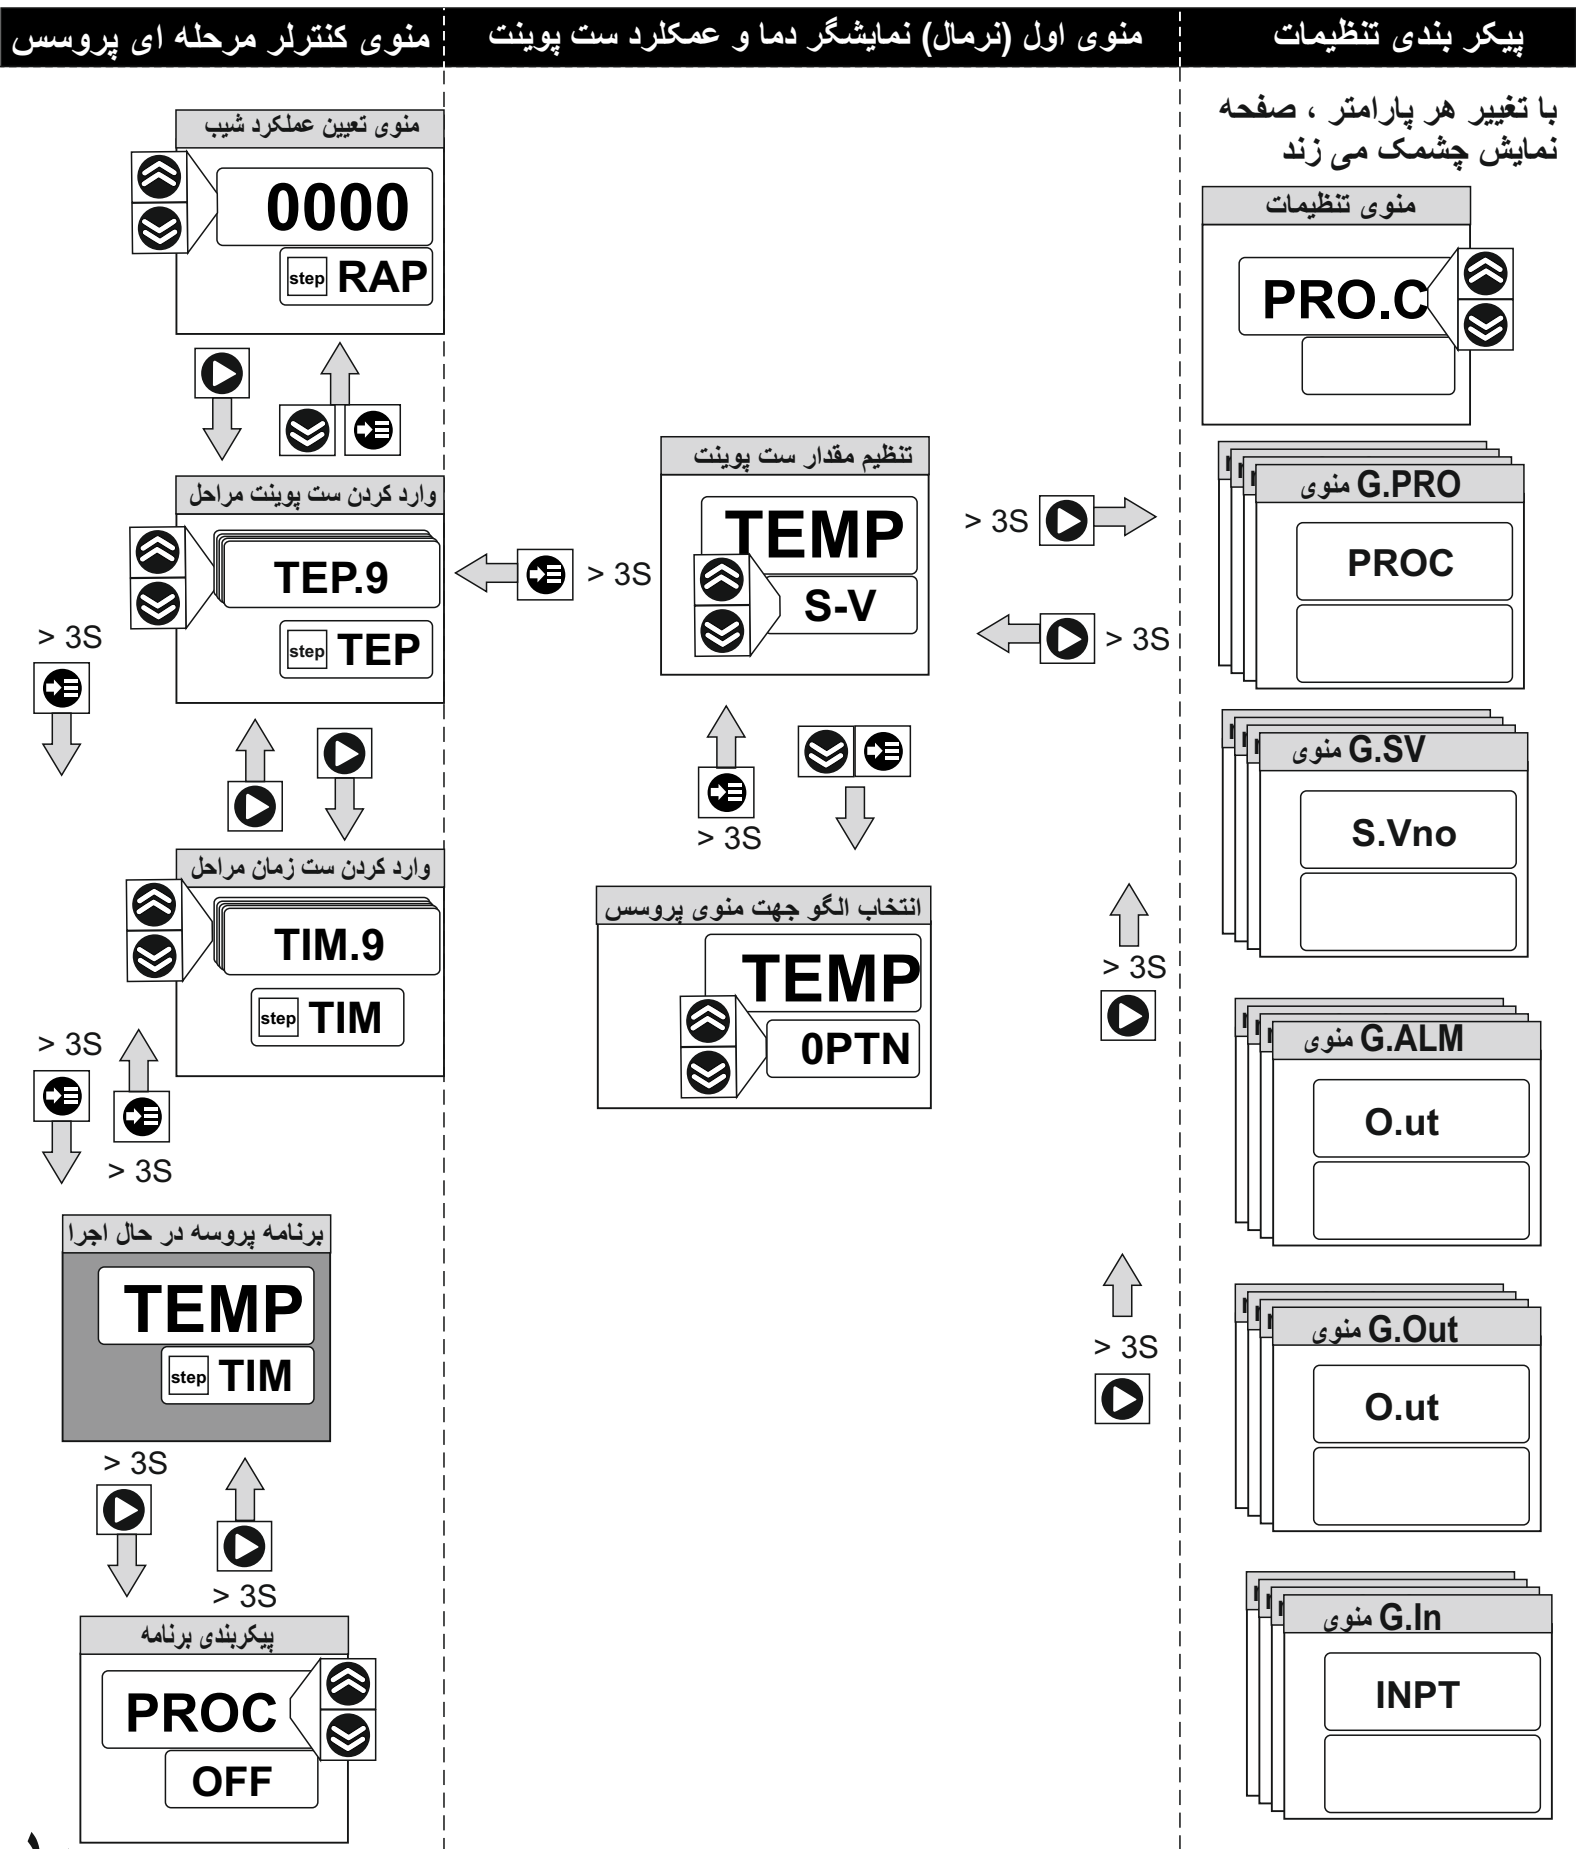 پیکر بندی تنظیمات
منوی اول (نرمال) نمایشگر دما و عمکلرد ست پوینت
منوی کنترلر مرحله ای پروسس
با تغییر هر پارامتر ، صفحه
نمایش چشمک می زند
منوی تنظیمات
PRO.C
منوی G.PRO
PROC
منوی G.SV
S.Vno
منوی G.ALM
O.ut
منوی G.Out
O.ut
منوی G.In
INPT
تنظیم مقدار ست پوینت
TEMP
S-V
> 3S
> 3S
> 3S
> 3S
انتخاب الگو جهت منوی پروسس
TEMP
0PTN
> 3S
> 3S
منوی تعیین عملکرد شیب
0000
step RAP
وارد کردن ست پوینت مراحل
TEP.9
step TEP
> 3S
وارد کردن ست زمان مراحل
TIM.9
step TIM
> 3S
> 3S
برنامه پروسه در حال اجرا
TEMP
step TIM
> 3S
> 3S
پیکربندی برنامه
PROC
OFF